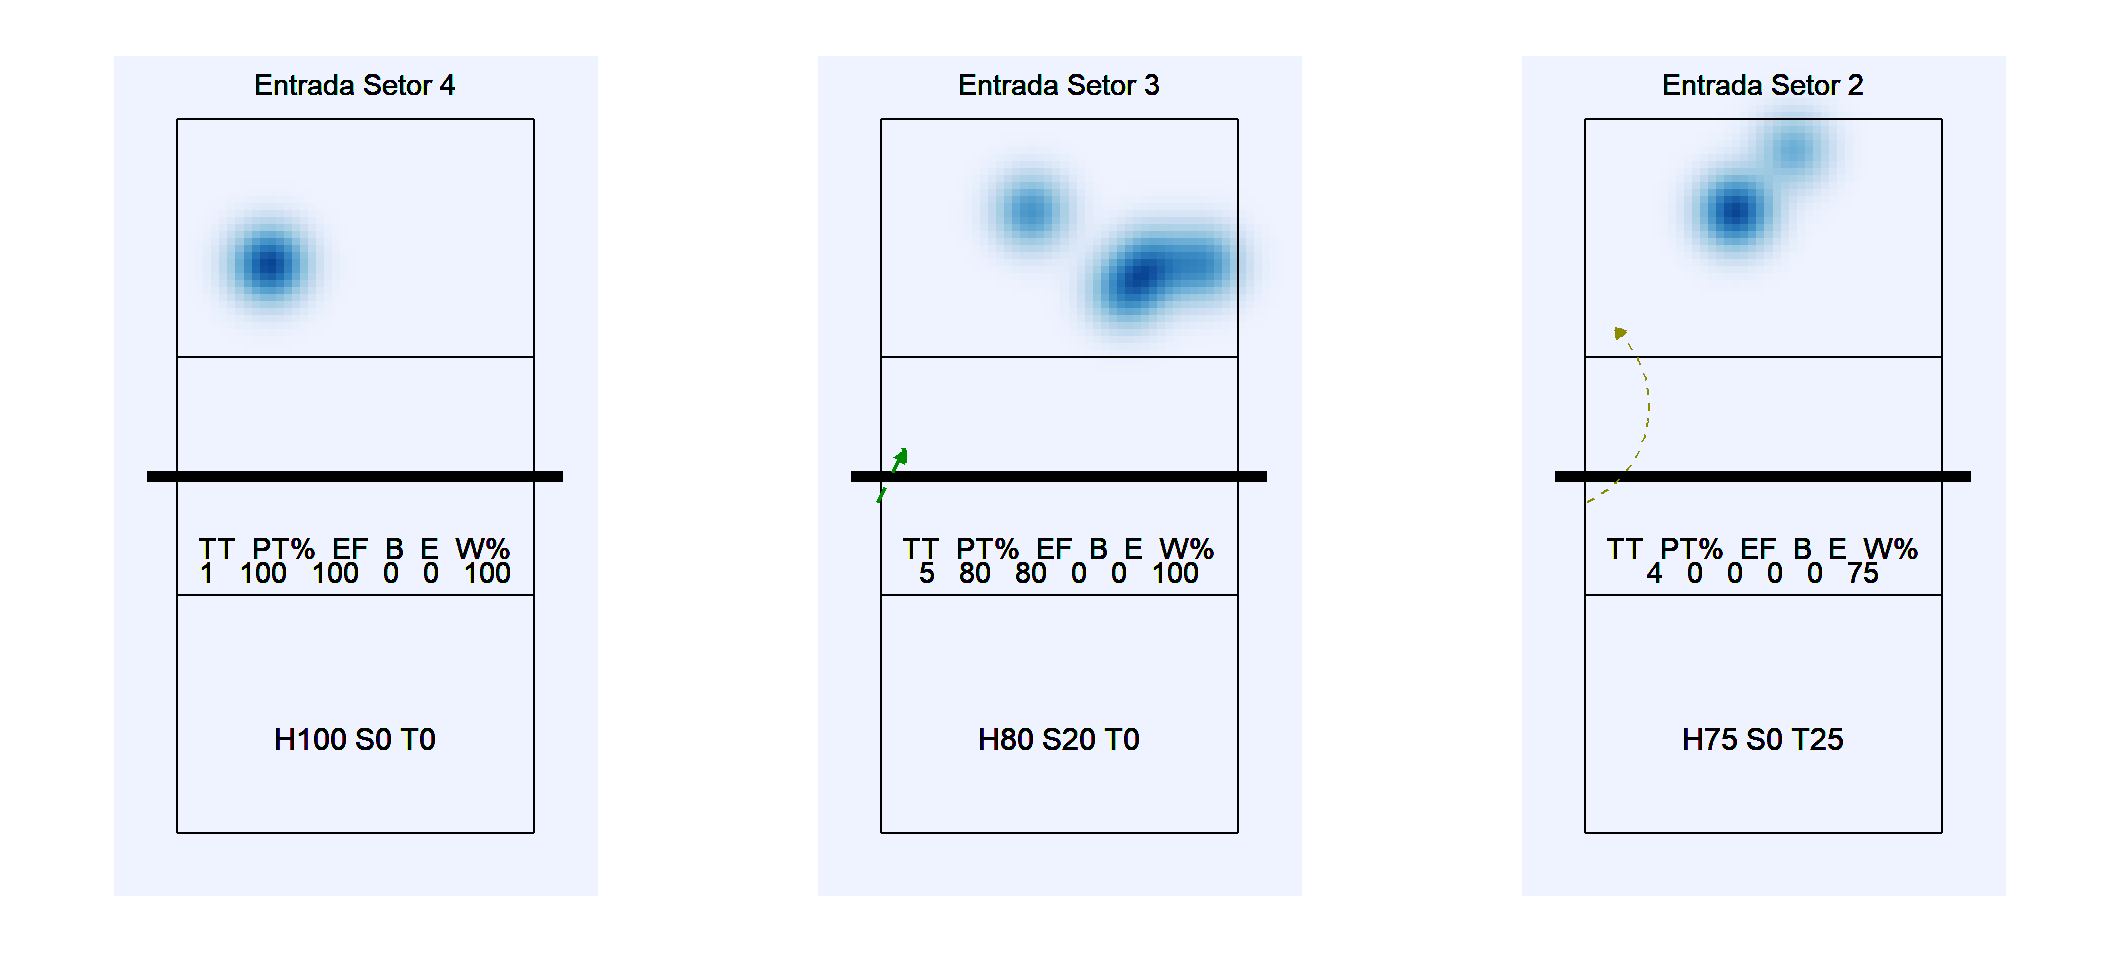 Entrada Setor 4
TT PT% EF B E W%
1 100 100 0 0 100
H100 S0 T0
Entrada Setor 3
TT PT% EF B E W%
5 80 80 0 0 100
H80 S20 T0
Entrada Setor 2
TT PT% EF B E W%
4 0 0 0 0 75
H75 S0 T25